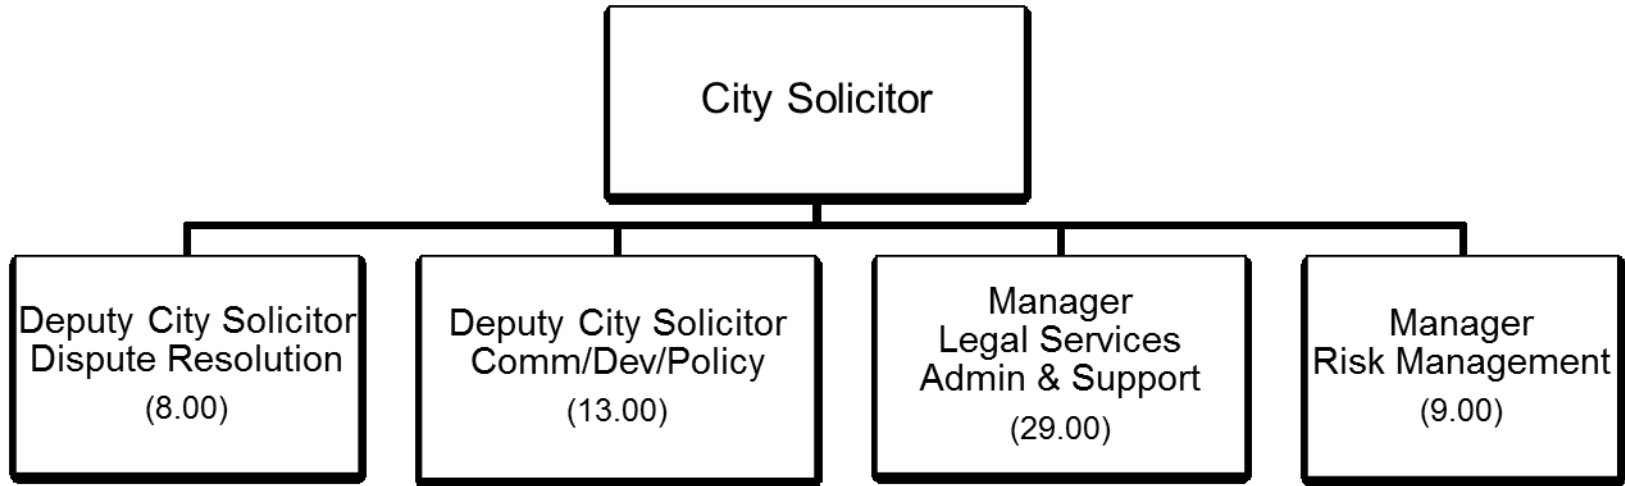 City Solicitor
Deputy City Solicitor
Dispute Resolution
(8.00)
Deputy City Solicitor
Comm/Dev/Policy
(13.00)
Manager
Legal Services
Admin & Support
(29.00)
Manager
Risk Management
(9.00)